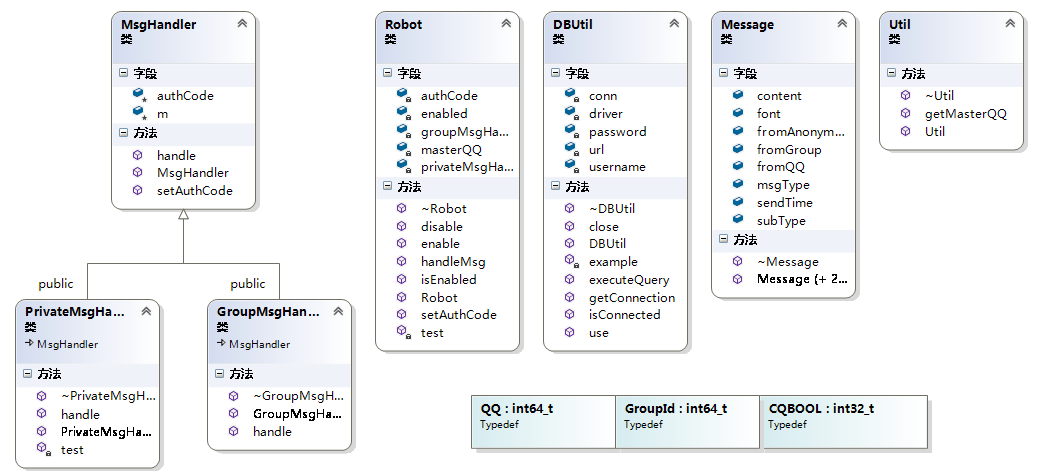 MsgHandler
类
字段
authCode
m
方法
handle
MsgHandler
setAuthCode
public
public
PrivateMsgHa...
类
MsgHandler
方法
~PrivateMsgH...
handle
PrivateMsgHa...
test
GroupMsgHan...
类
MsgHandler
方法
~GroupMsgH...
GroupMsgHa...
handle
Robot
类
字段
authCode
enabled
groupMsgHa...
masterQQ
privateMsgHa...
方法
~Robot
disable
enable
handleMsg
isEnabled
Robot
setAuthCode
test
DBUtil
类
字段
conn
driver
password
url
username
方法
~DBUtil
close
DBUtil
example
executeQuery
getConnection
isConnected
use
Message
类
字段
content
font
fromAnonym...
fromGroup
fromQQ
msgType
sendTime
subType
方法
~Message
Message (+ 2...
Util
类
方法
~Util
getMasterQQ
Util
QQ : int64_t
Typedef
GroupId : int64_t
Typedef
CQBOOL : int32_t
Typedef